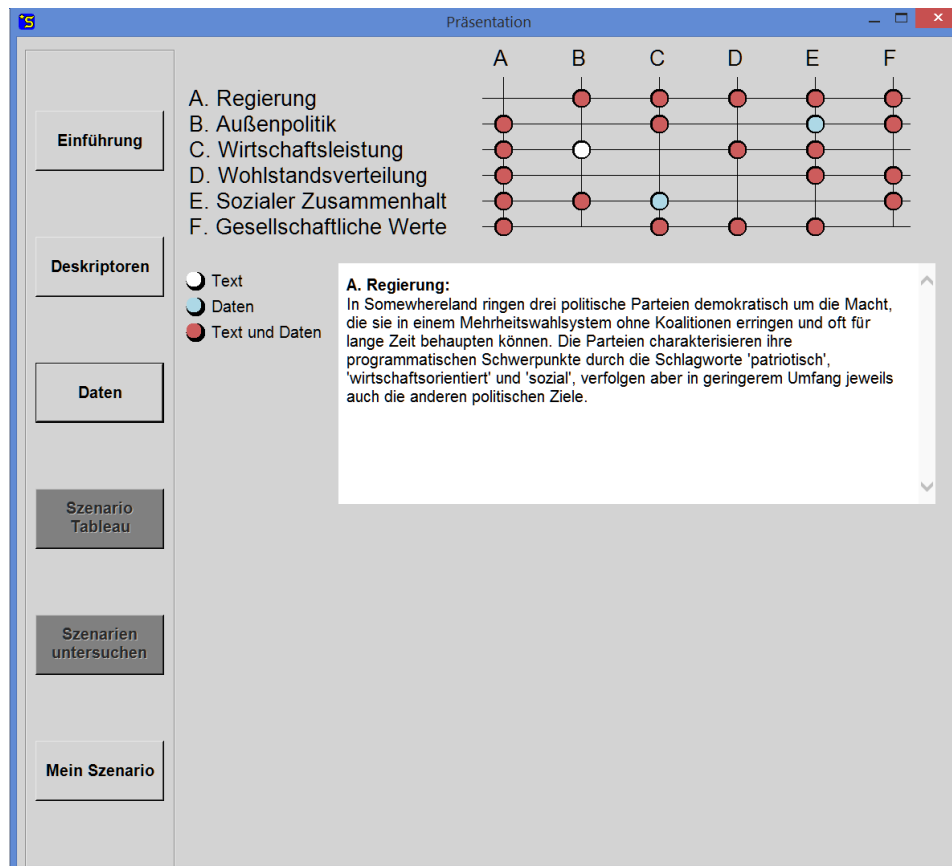 Präsentation
A B C D E F
A. Regierung
B. Außenpolitik
C. Wirtschaftsleistung
D. Wohlstandsverteilung
E. Sozialer Zusammenhalt
F. Gesellschaftliche Werte
Einführung
Deskriptoren
Daten
Szenario
Tableau
Szenarien
untersuchen
Mein Szenario
Text
Daten
Text und Daten
A. Regierung:
In Somewhereland ringen drei politische Parteien demokratisch um die Macht,
die sie in einem Mehrheitswahlsystem ohne Koalitionen erringen und oft für
lange Zeit behaupten können. Die Parteien charakterisieren ihre
programmatischen Schwerpunkte durch die Schlagworte 'patriotisch',
'wirtschaftsorientiert' und 'sozial', verfolgen aber in geringerem Umfang jeweils
auch die anderen politischen Ziele.